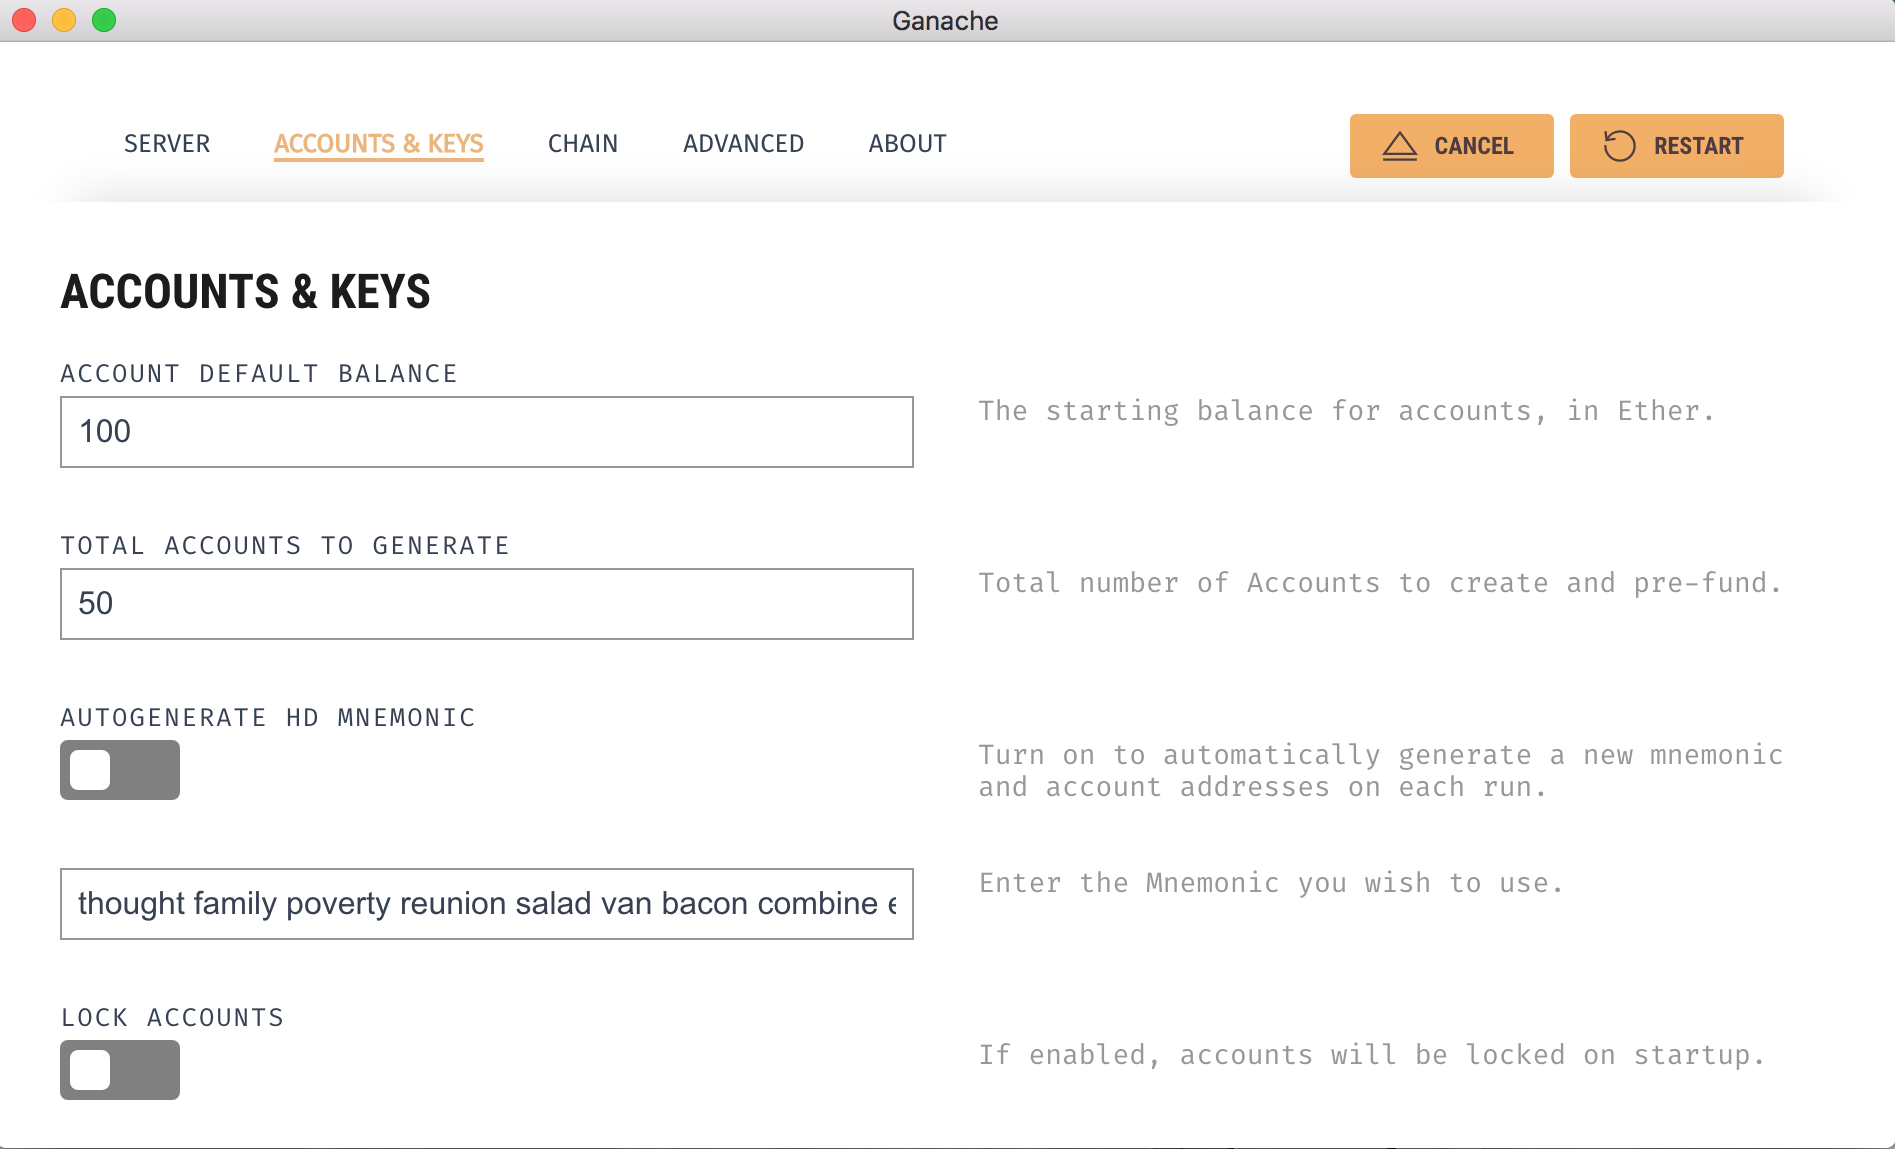 Ganache
SERVER ACCOUNTS & KEYS CHAIN ADVANCED ABOUT CANCEL RESTART
ACCOUNTS & KEYS
ACCOUNT DEFAULT BALANCE
100
The starting balance for accounts, in Ether.
TOTAL ACCOUNTS TO GENERATE
50
Total number of Accounts to create and pre-fund.
AUTOGENERATE HD MNEMONIC
Turn on to automatically generate a new mnemonic
and account addresses on each run.
thought family poverty reunion salad van bacon combine
Enter the Mnemonic you wish to use.
LOCK ACCOUNTS
If enabled, accounts will be locked on startup.